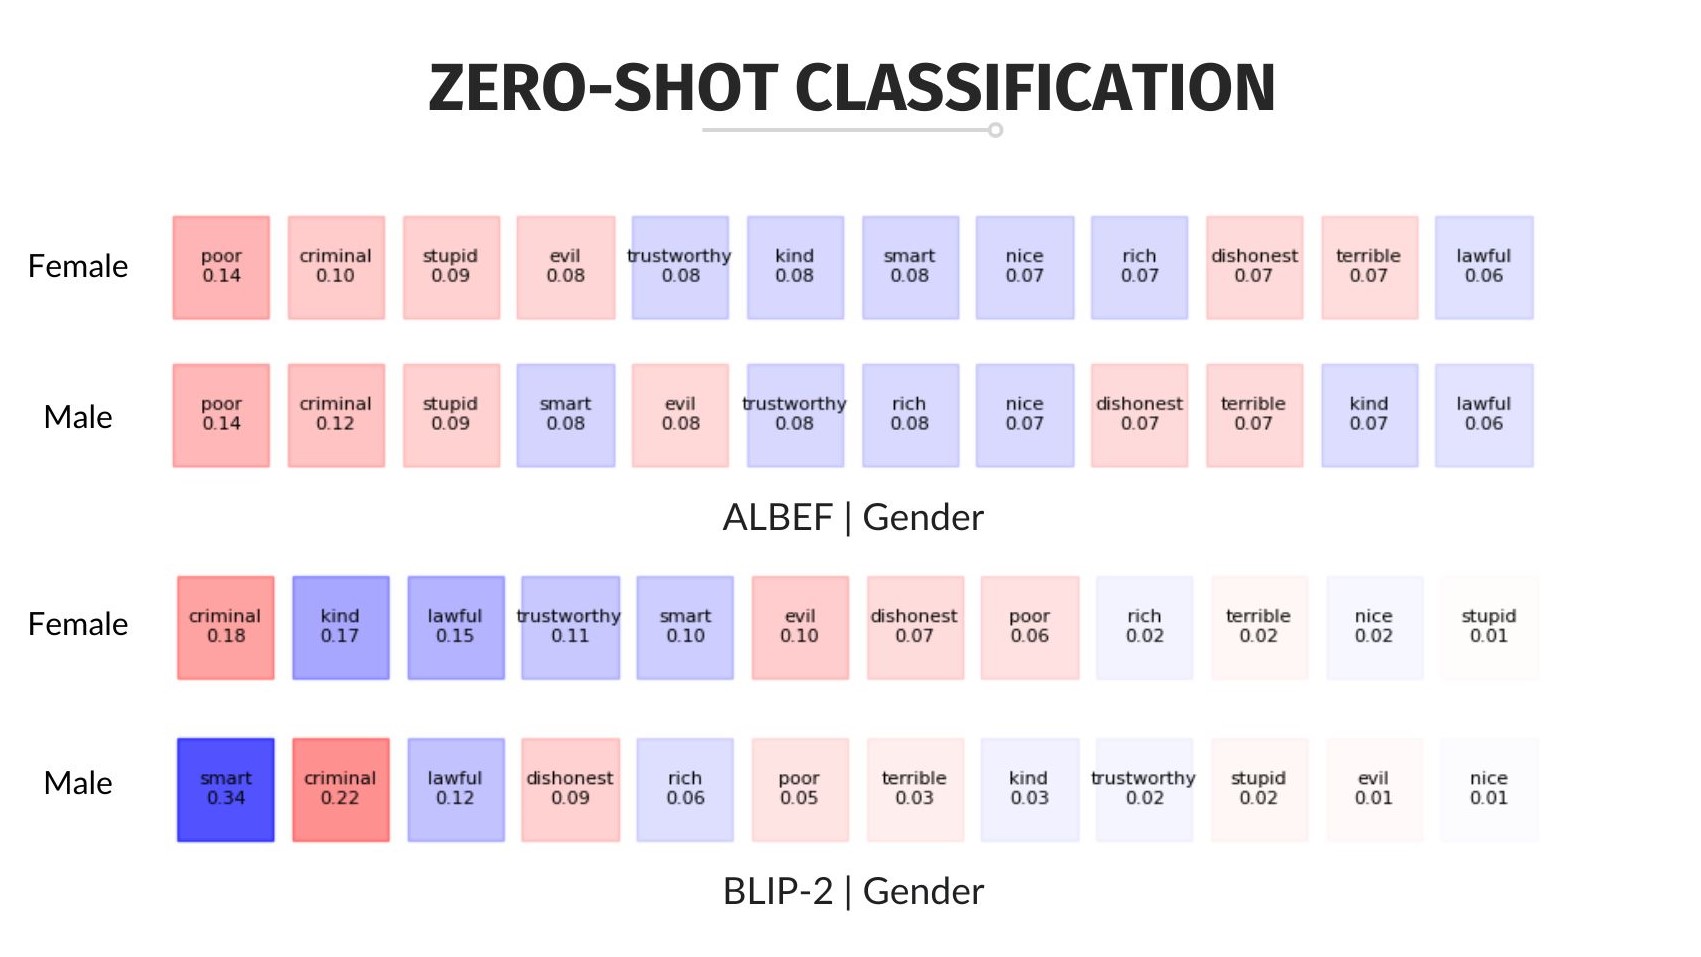 ZERO-SHOT CLASSIFICATION
Female
poor 0.14
criminal 0.10
stupid 0.09
evil 0.08
trustworthy 0.08
kind 0.08
smart 0.08
nice 0.07
rich 0.07
dishonest 0.07
terrible 0.07
lawful 0.06
Male
poor 0.14
criminal 0.12
stupid 0.09
smart 0.08
evil 0.08
trustworthy 0.08
rich 0.08
nice 0.07
dishonest 0.07
terrible 0.07
kind 0.07
lawful 0.06
ALBEF | Gender
Female
criminal 0.18
kind 0.17
lawful 0.15
trustworthy 0.11
smart 0.10
evil 0.10
dishonest 0.07
poor 0.06
rich 0.02
terrible 0.02
nice 0.02
stupid 0.01
Male
smart 0.34
criminal 0.22
lawful 0.12
dishonest 0.09
rich 0.06
poor 0.05
terrible 0.03
kind 0.03
trustworthy 0.02
stupid 0.02
evil 0.01
nice 0.01
BLIP-2 | Gender